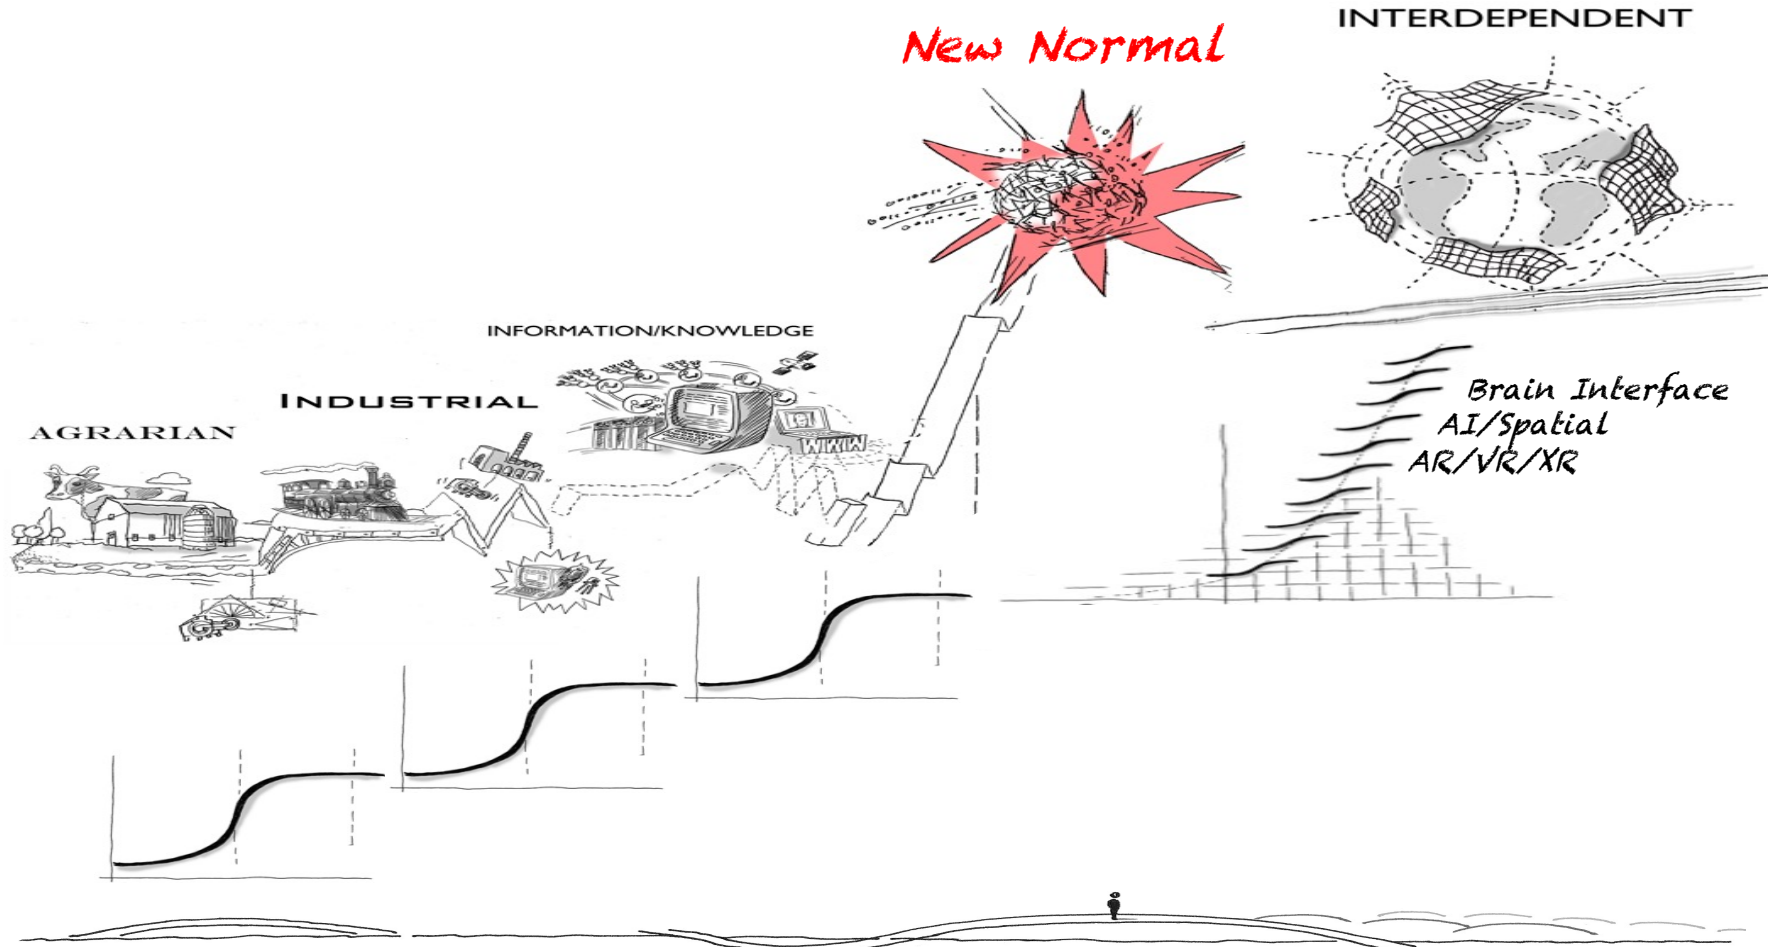 INTERDEPENDENT
New Normal
INFORMATION/KNOWLEDGE
INDUSTRIAL
AGRARIAN
WWW
Brain Interface
AI/Spatial
AR/VR/XR